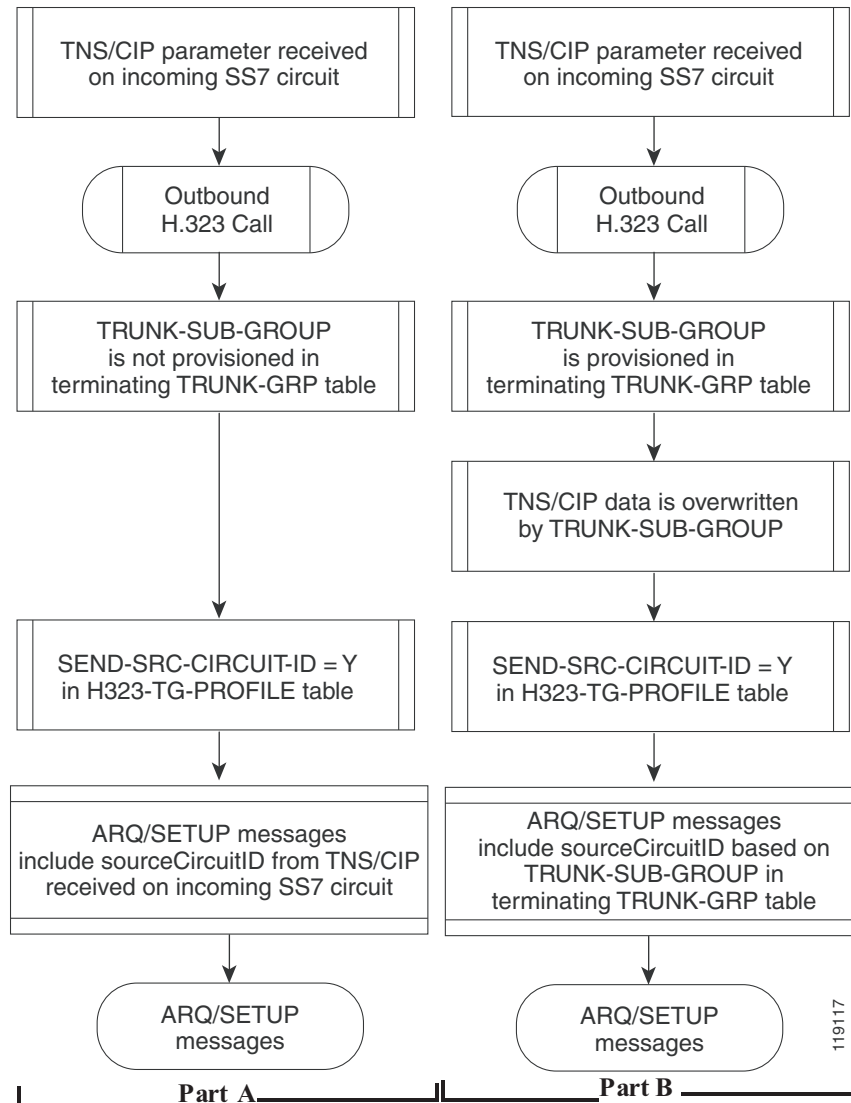 TNS/CIP parameter received
on incoming SS7 circuit
Outbound
H.323 Call
TRUNK-SUB-GROUP
is not provisioned in
terminating TRUNK-GRP table
SEND-SRC-CIRCUIT-ID = Y
in H323-TG-PROFILE table
ARQ/SETUP messages
include sourceCircuitID from TNS/CIP
received on incoming SS7 circuit
ARQ/SETUP
messages
Part A
TNS/CIP parameter received
on incoming SS7 circuit
Outbound
H.323 Call
TRUNK-SUB-GROUP
is provisioned in
terminating TRUNK-GRP table
TNS/CIP data is overwritten
by TRUNK-SUB-GROUP
SEND-SRC-CIRCUIT-ID = Y
in H323-TG-PROFILE table
ARQ/SETUP messages
include sourceCircuitID based on
TRUNK-SUB-GROUP in
terminating TRUNK-GRP table
ARQ/SETUP
messages
119117
Part B